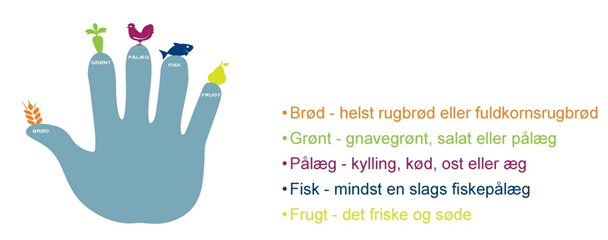 GRØNT
PÅLÆG
FISK
FRUGT
BRØD
•Brød - helst rugbrød eller fuldkornsrugbrød
•Grønt - gnavegrønt, salat eller pålæg
•Pålæg - kylling, kød, ost eller æg
•Fisk - mindst en slags fiskepålæg
•Frugt - det friske og søde